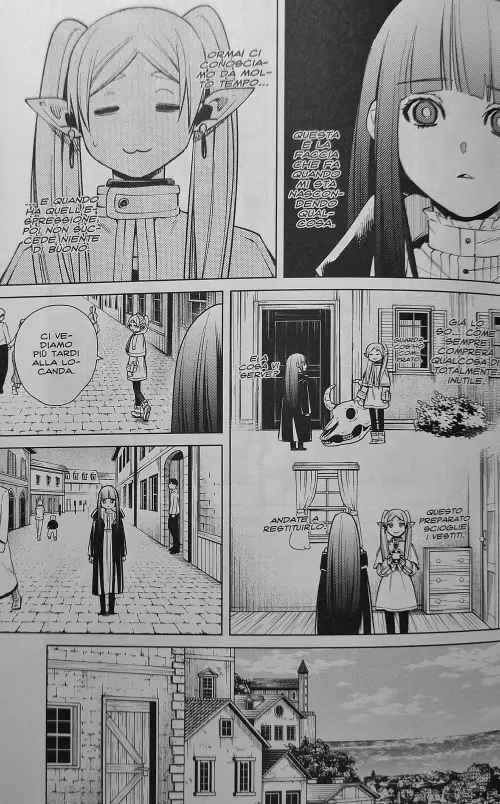 QUESTA
È LA
FACCIA
CHE FA
QUANDO
MI STA
NASCON-
DENDO
QUAL-
COSA.
ORMAI CI
CONOSCIA-
MO DA MOL-
TO TEMPO...
... E QUANDO
HA QUELL'E-
SPRESSIONE,
POI NON SUC-
CEDE NIENTE
DI BUONO.
GIÀ LO
SO... COME
SEMPRE
COMPRERÀ
QUALCOSA DI
TOTALMENTE
INUTILE.
GUARDA
COSA HO
COMPRATO
E A
COSA VI
SERVE?
QUESTO
PREPARATO
SCIOGLIE
I VESTITI.
ANDATE A
RESTITUIRLO.
CI VE-
DIAMO
PIÙ TARDI
ALLA LO-
CANDA.